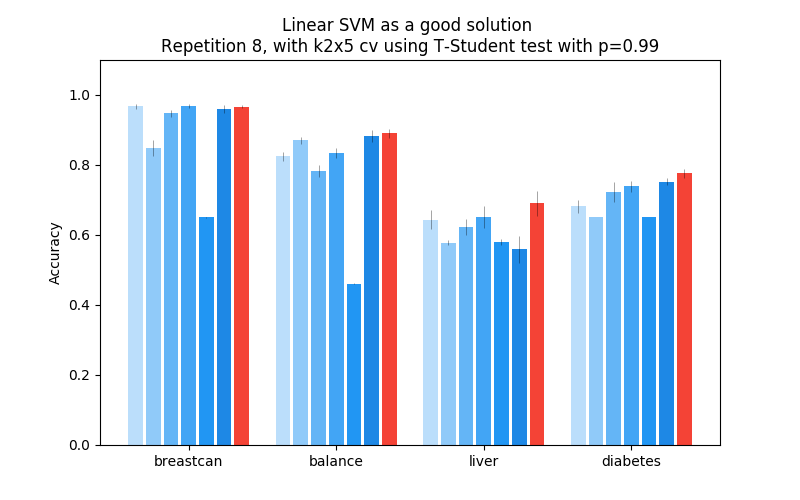 Linear SVM as a good solution
Repetition 8, with k2x5 cv using T-Student test with p=0.99
1.0
0.8
0.6
0.4
0.2
0.0
Accuracy
breastcan balance liver diabetes